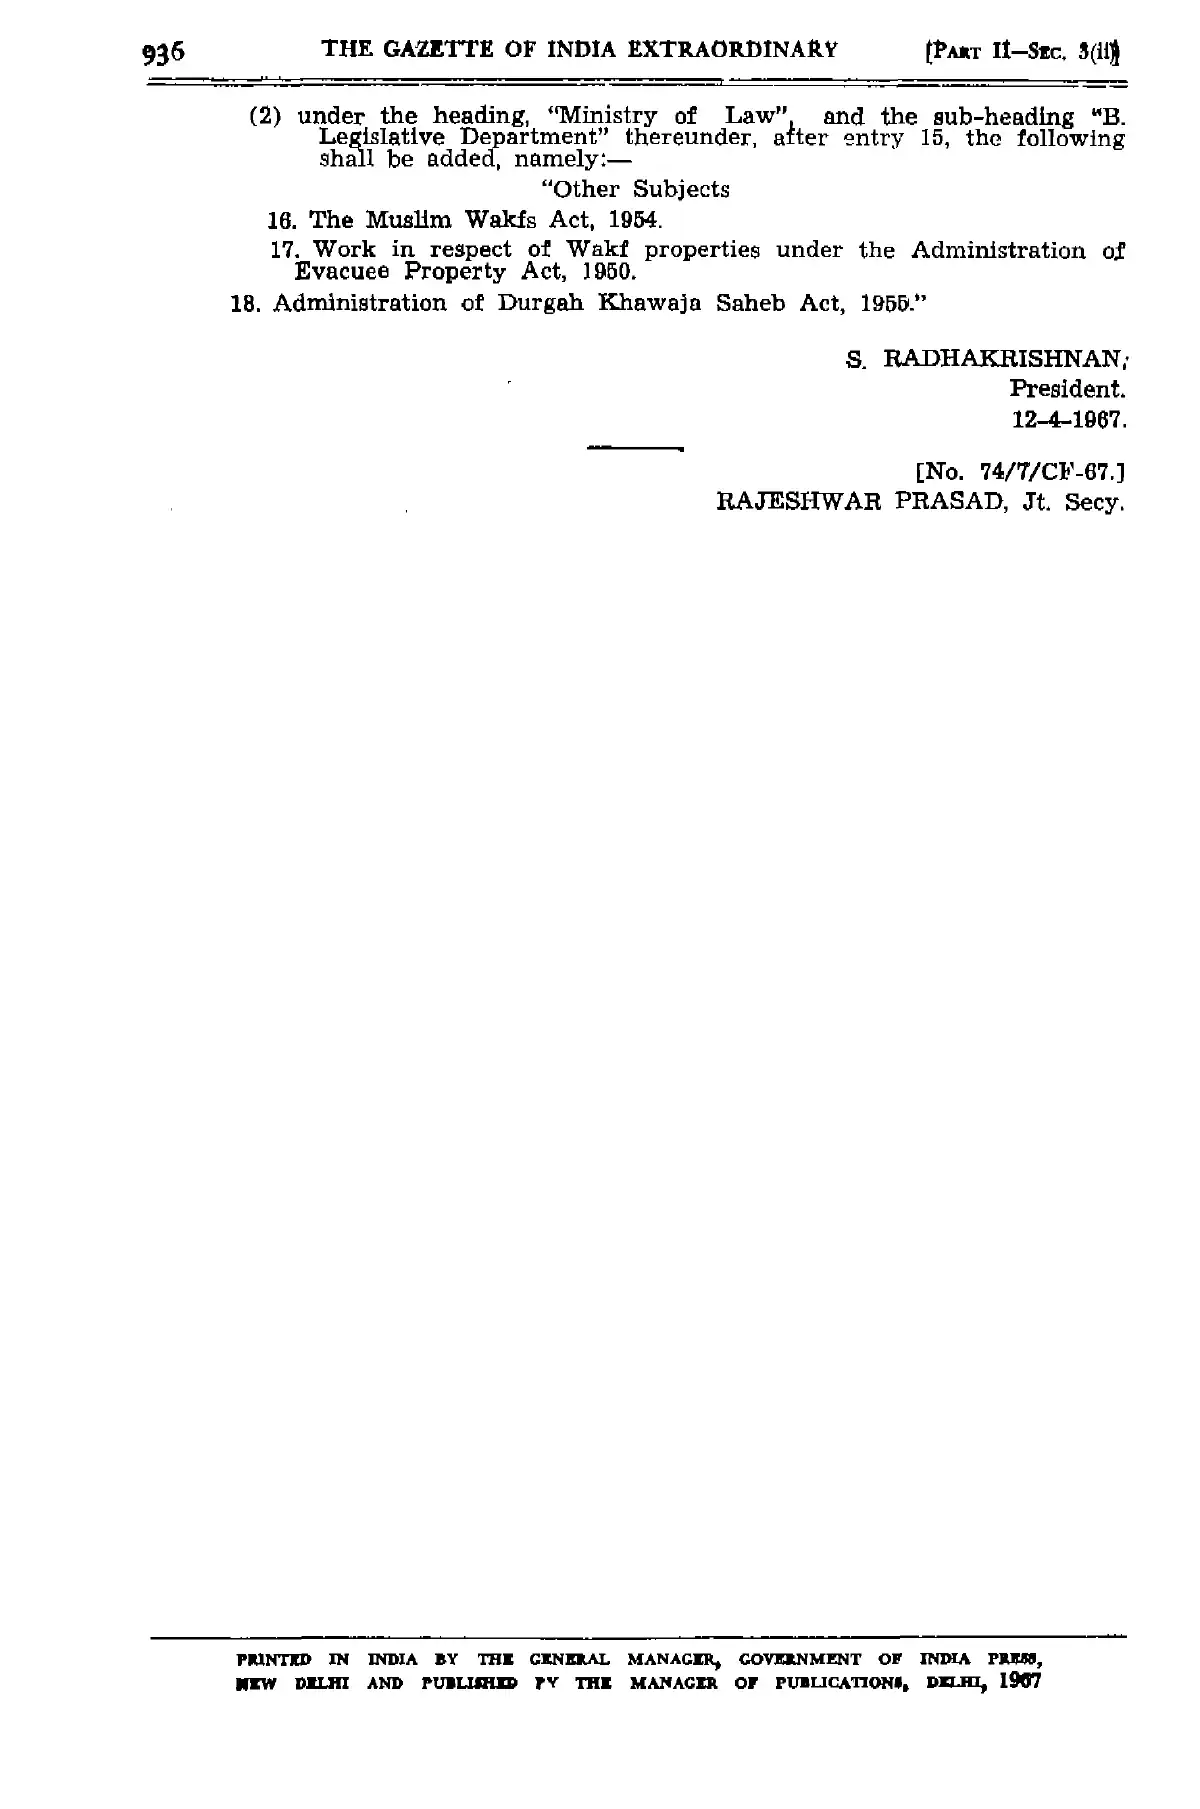 936 THE GAZETTE OF INDIA EXTRAORDINARY [PART II—SEC. 3(ii)]
(2) under the heading, "Ministry of Law", and the sub-heading "B.
Legislative Department" thereunder, after entry 15, the following
shall be added, namely:—
"Other Subjects
16. The Muslim Wakfs Act, 1954.
17. Work in respect of Wakf properties under the Administration of
Evacuee Property Act, 1950.
18. Administration of Durgah Khawaja Saheb Act, 1955."
S. RADHAKRISHNAN,
President.
12-4-1967.
[No. 74/7/CF-67.]
RAJESHWAR PRASAD, Jt. Secy.
PRINTED IN INDIA BY THE GENERAL MANAGER, GOVERNMENT OF INDIA PRESS,
NEW DELHI AND PUBLISHED BY THE MANAGER OF PUBLICATIONS, DELHI, 1967